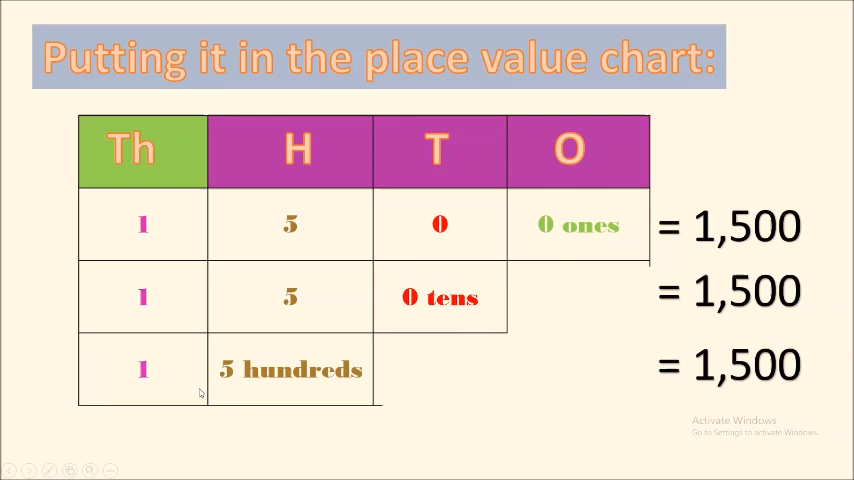 Putting it in the place value chart:
Th H T O
1 5 0 0 ones = 1,500
1 5 0 tens = 1,500
1 5 hundreds = 1,500
Activate Windows
Go to Settings to activate Windows.